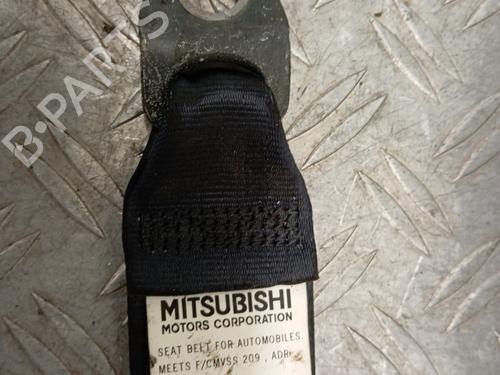 B-PARTS
MITSUBISHI
MOTORS CORPORATION
SEAT BELT FOR AUTOMOBILES.
MEETS F/CMVSS 209 , ADR